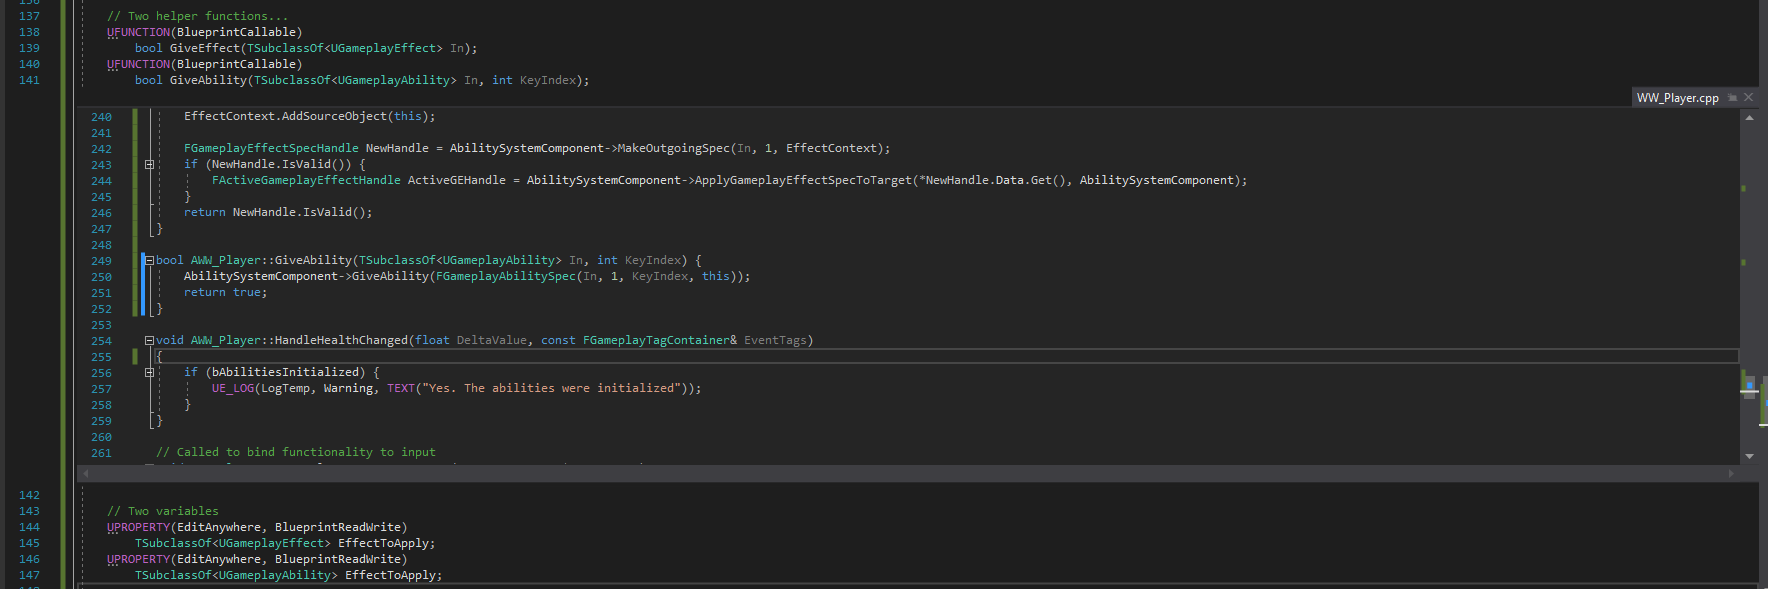 136
137 // Two helper functions...
138 UFUNCTION(BlueprintCallable)
139 bool GiveEffect(TSubclassOf<UGameplayEffect> In);
140 UFUNCTION(BlueprintCallable)
141 bool GiveAbility(TSubclassOf<UGameplayAbility> In, int KeyIndex);
WW_Player.cpp
240 EffectContext.AddSourceObject(this);
241
242 FGameplayEffectSpecHandle NewHandle = AbilitySystemComponent->MakeOutgoingSpec(In, 1, EffectContext);
243 if (NewHandle.IsValid()) {
244 FActiveGameplayEffectHandle ActiveGEHandle = AbilitySystemComponent->ApplyGameplayEffectSpecToTarget(*NewHandle.Data.Get(), AbilitySystemComponent);
245 }
246 return NewHandle.IsValid();
247 }
248
249 bool AWW_Player::GiveAbility(TSubclassOf<UGameplayAbility> In, int KeyIndex) {
250 AbilitySystemComponent->GiveAbility(FGameplayAbilitySpec(In, 1, KeyIndex, this));
251 return true;
252 }
253
254 void AWW_Player::HandleHealthChanged(float DeltaValue, const FGameplayTagContainer& EventTags)
255 {
256 if (bAbilitiesInitialized) {
257 UE_LOG(LogTemp, Warning, TEXT("Yes. The abilities were initialized"));
258 }
259 }
260
261 // Called to bind functionality to input
142
143 // Two variables
144 UPROPERTY(EditAnywhere, BlueprintReadWrite)
145 TSubclassOf<UGameplayEffect> EffectToApply;
146 UPROPERTY(EditAnywhere, BlueprintReadWrite)
147 TSubclassOf<UGameplayAbility> EffectToApply;
148